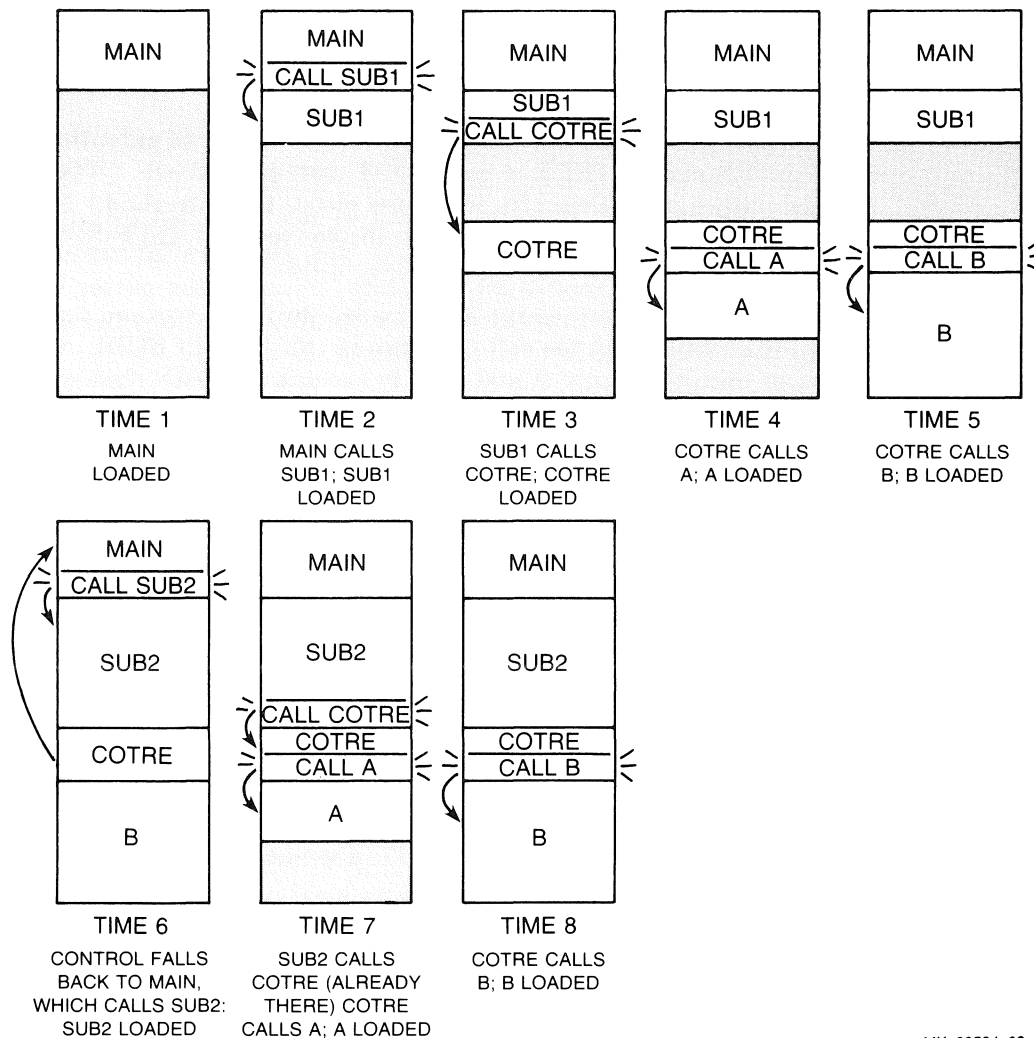 MAIN
TIME 1
MAIN
LOADED
MAIN
CALL SUB1
SUB1
TIME 2
MAIN CALLS
SUB1; SUB1
LOADED
MAIN
SUB1
CALL COTRE
COTRE
TIME 3
SUB1 CALLS
COTRE; COTRE
LOADED
MAIN
SUB1
COTRE
CALL A
A
TIME 4
COTRE CALLS
A; A LOADED
MAIN
SUB1
COTRE
CALL B
B
TIME 5
COTRE CALLS
B; B LOADED
MAIN
CALL SUB2
SUB2
COTRE
B
TIME 6
CONTROL FALLS
BACK TO MAIN,
WHICH CALLS SUB2:
SUB2 LOADED
MAIN
SUB2
CALL COTRE
COTRE
CALL A
A
TIME 7
SUB2 CALLS
COTRE (ALREADY
THERE) COTRE
CALLS A; A LOADED
MAIN
SUB2
COTRE
CALL B
B
TIME 8
COTRE CALLS
B; B LOADED